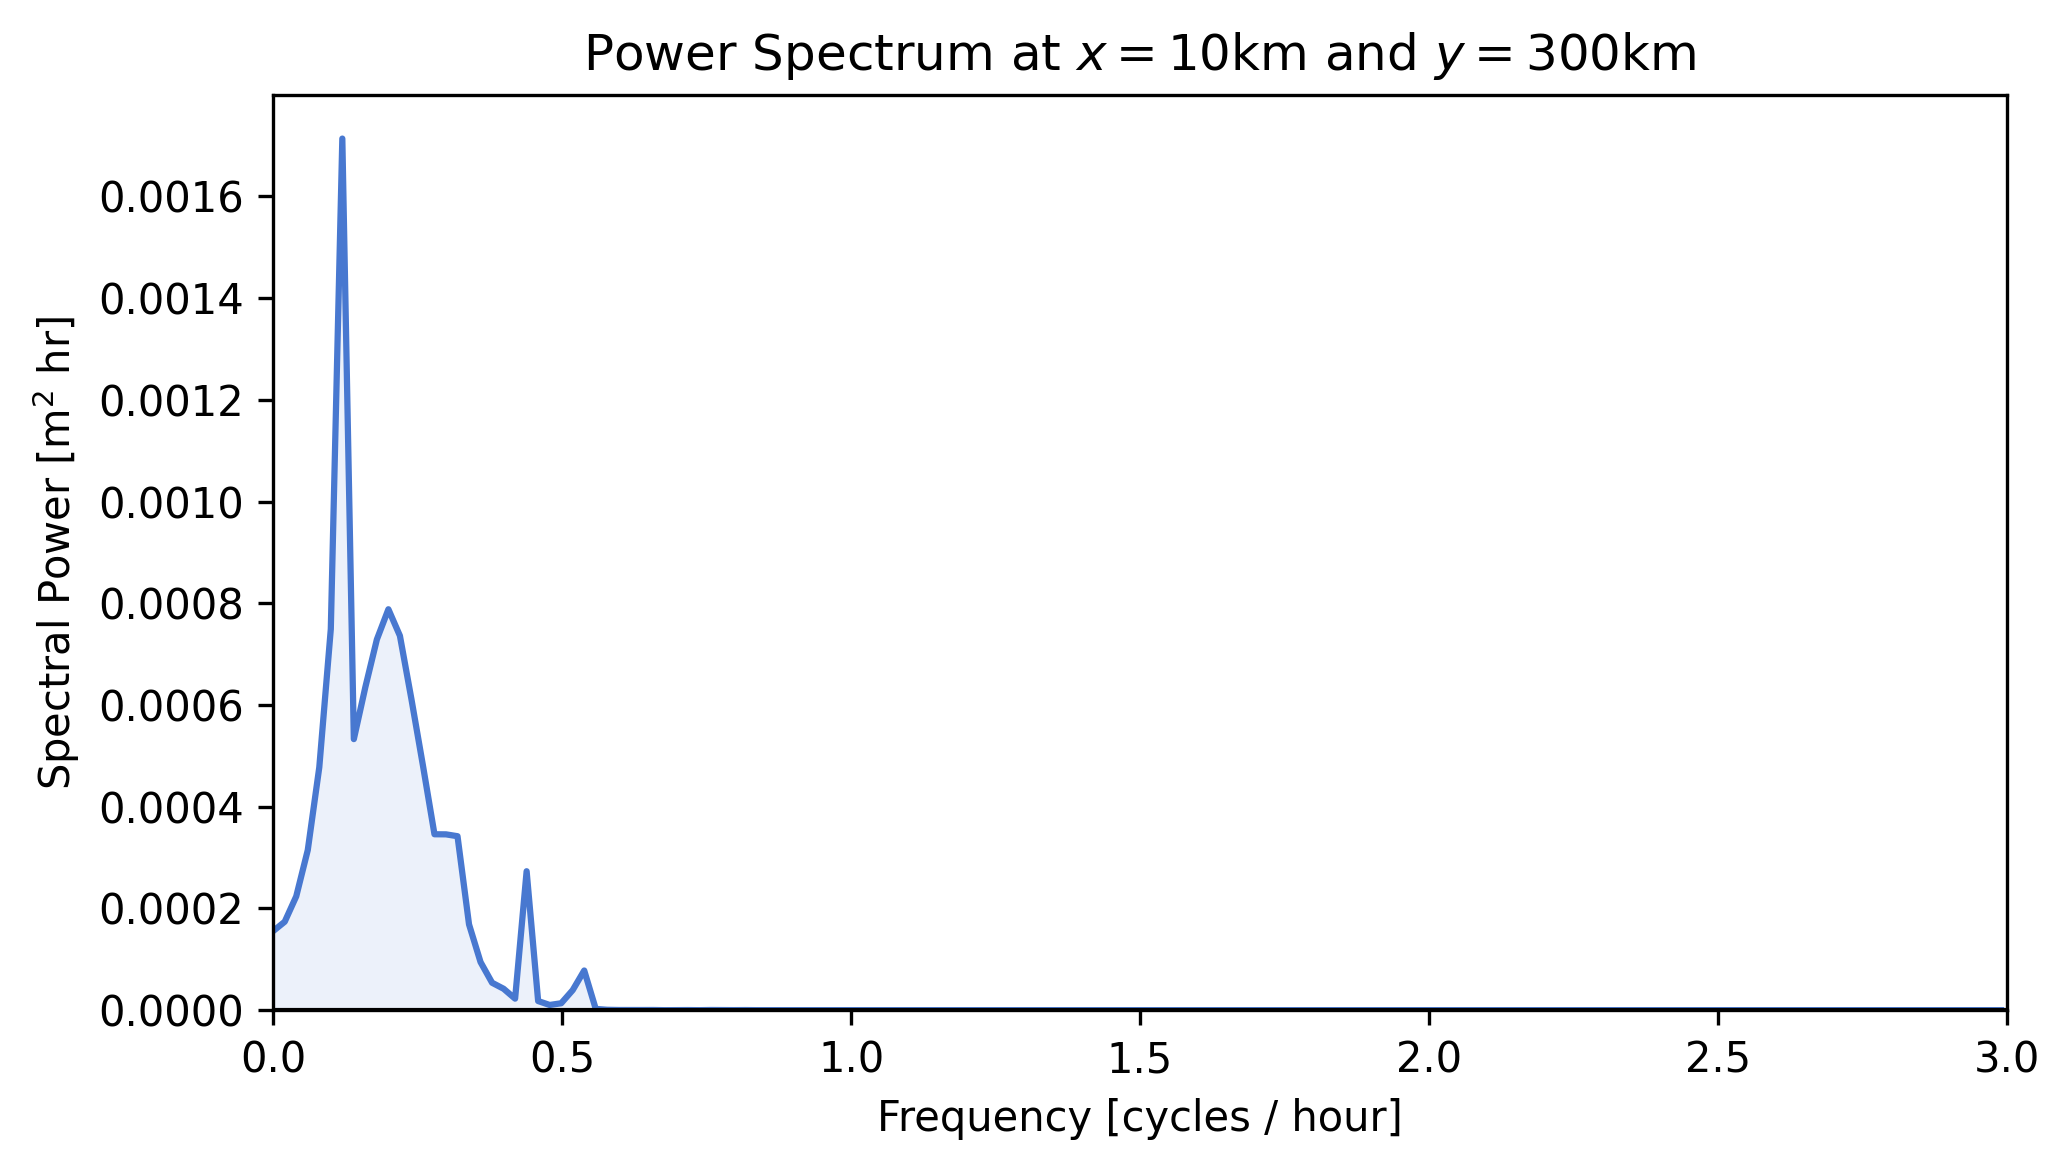 Power Spectrum at x = 10km and y = 300km
Spectral Power [m² hr]
0.0016
0.0014
0.0012
0.0010
0.0008
0.0006
0.0004
0.0002
0.0000
0.0 0.5 1.0 1.5 2.0 2.5 3.0
Frequency [cycles / hour]